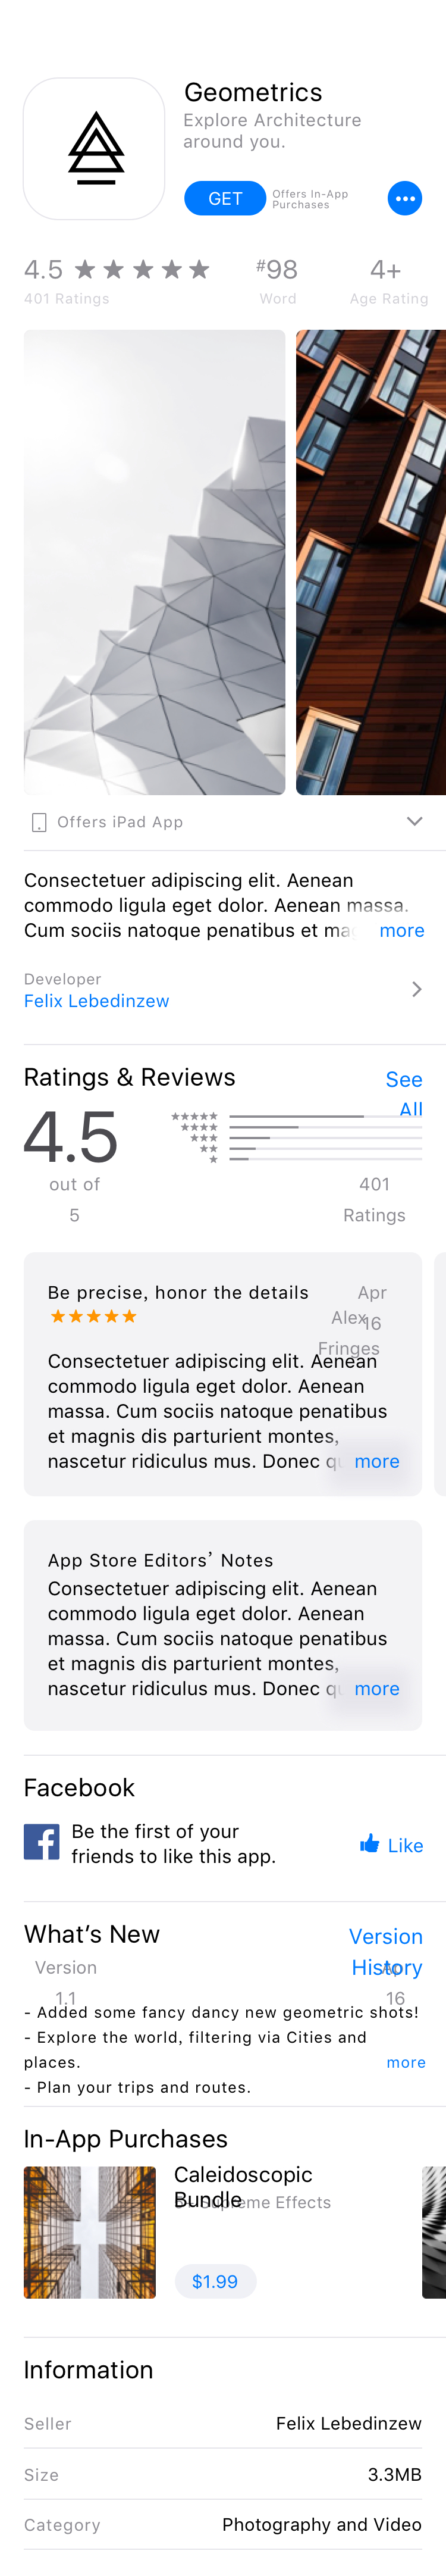 Geometrics
Explore Architecture
around you.
GET
Offers In-App
Purchases
4.5
#98
4+
401 Ratings
Word
Age Rating
Offers iPad App
Consectetuer adipiscing elit. Aenean
commodo ligula eget dolor. Aenean massa.
Cum sociis natoque penatibus et ma
more
Developer
Felix Lebedinzew
Ratings & Reviews
See
All
4.5
out of
5
401
Ratings
Be precise, honor the details
Apr
16
Alex
Fringes
Consectetuer adipiscing elit. Aenean
commodo ligula eget dolor. Aenean
massa. Cum sociis natoque penatibus
et magnis dis parturient montes,
nascetur ridiculus mus. Donec qu
more
App Store Editors’ Notes
Consectetuer adipiscing elit. Aenean
commodo ligula eget dolor. Aenean
massa. Cum sociis natoque penatibus
et magnis dis parturient montes,
nascetur ridiculus mus. Donec qu
more
Facebook
Be the first of your
friends to like this app.
Like
What’s New
Version
History
Version
1.1
16
- Added some fancy dancy new geometric shots!
- Explore the world, filtering via Cities and
places.
more
- Plan your trips and routes.
In-App Purchases
Caleidoscopic
Bundle
Supreme Effects
$1.99
Information
Seller
Felix Lebedinzew
Size
3.3MB
Category
Photography and Video